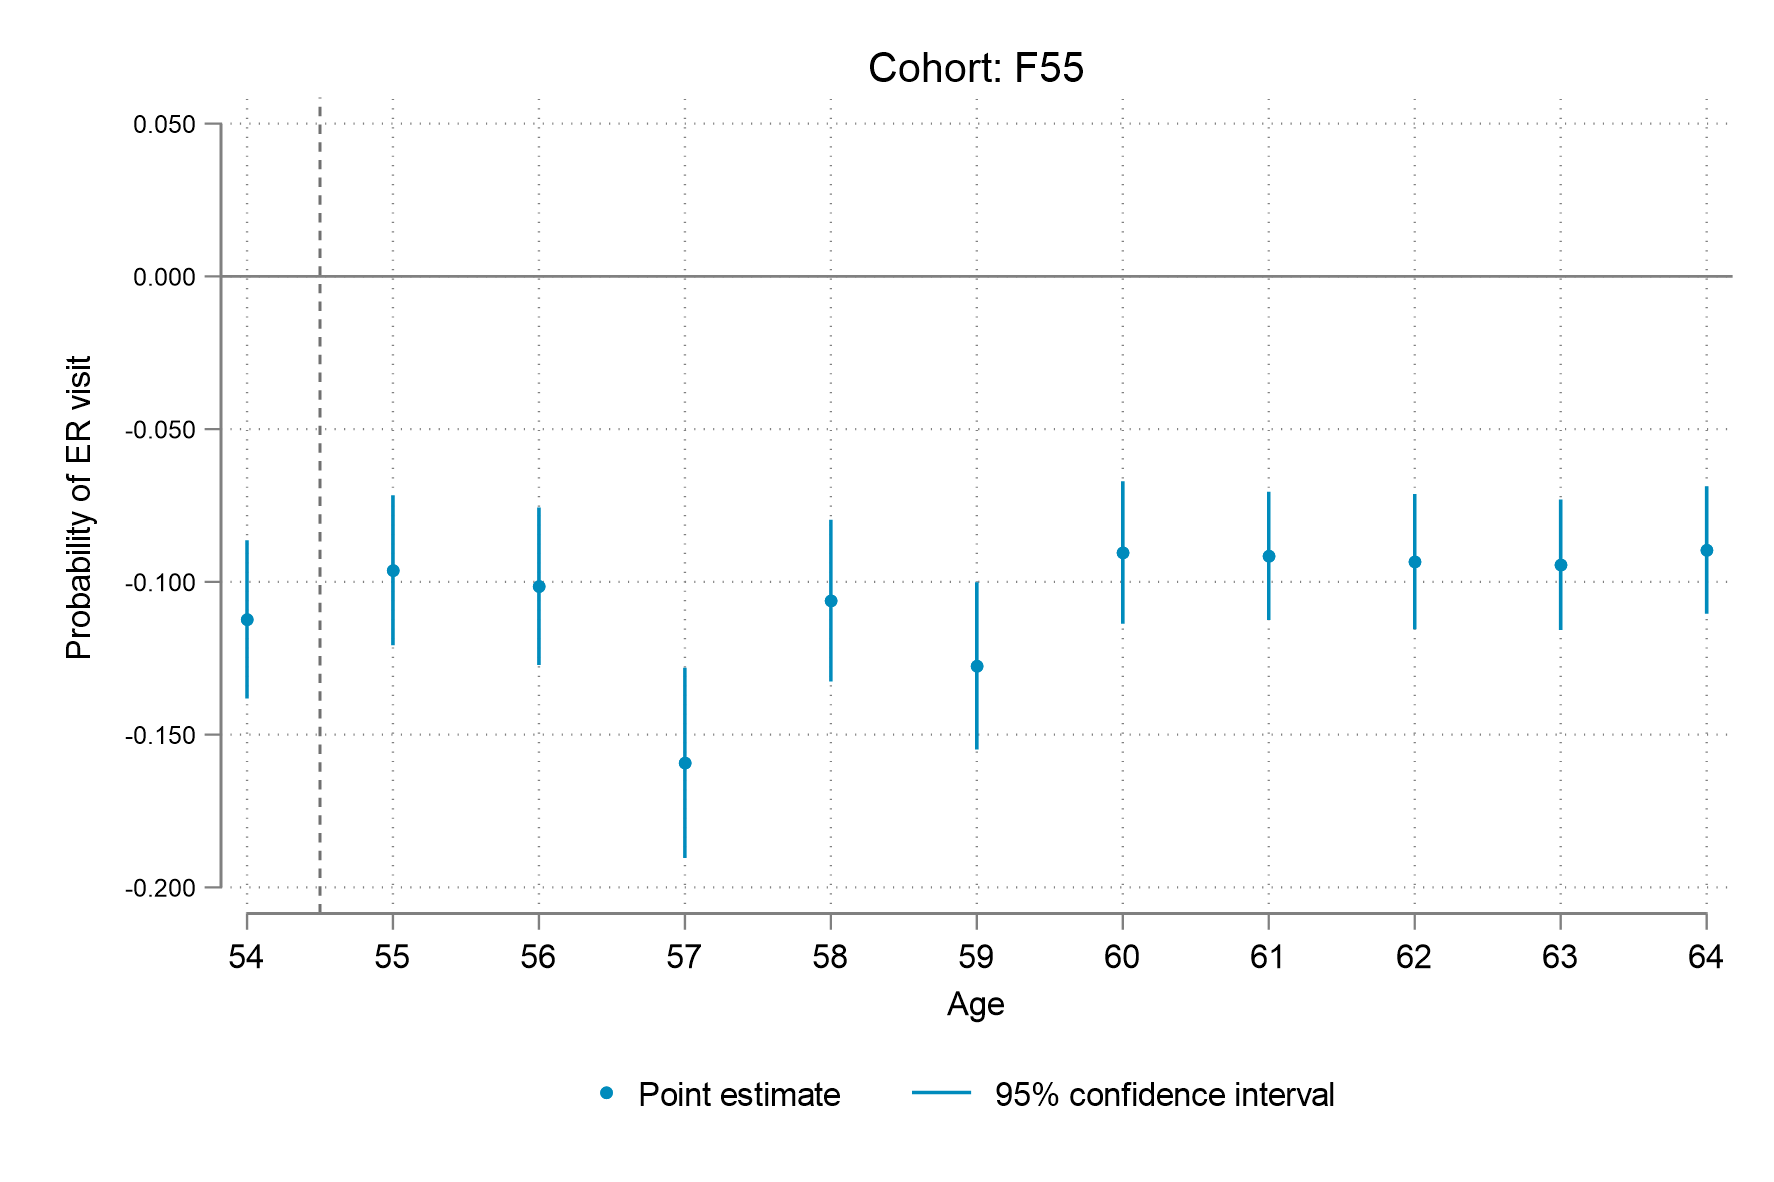 Cohort: F55
0.050
0.000
-0.050
-0.100
-0.150
-0.200
Probability of ER visit
54 55 56 57 58 59 60 61 62 63 64
Age
Point estimate 95% confidence interval